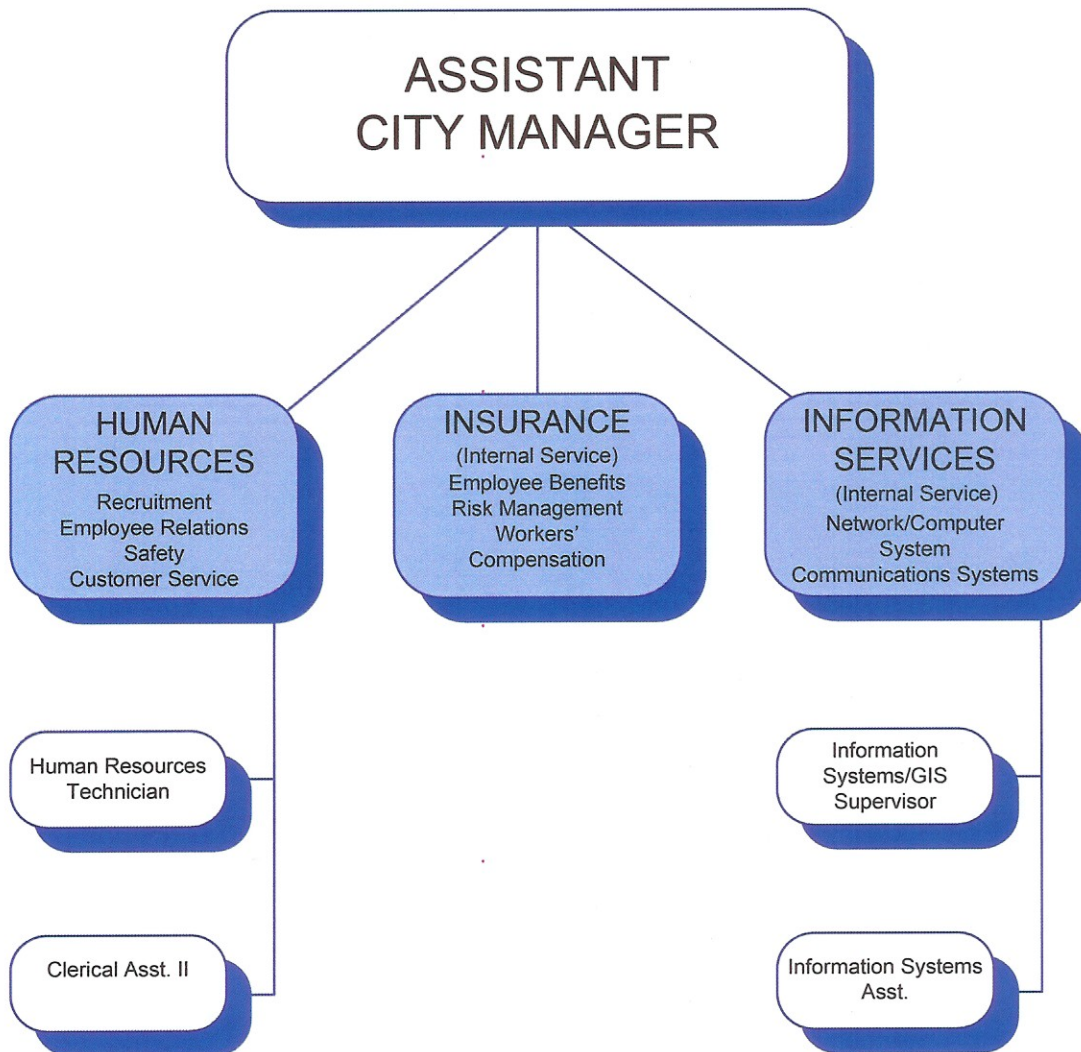 ASSISTANT
CITY MANAGER
HUMAN
RESOURCES
Recruitment
Employee Relations
Safety
Customer Service
INSURANCE
(Internal Service)
Employee Benefits
Risk Management
Workers'
Compensation
INFORMATION
SERVICES
(Internal Service)
Network/Computer
System
Communications Systems
Human Resources
Technician
Clerical Asst. II
Information
Systems/GIS
Supervisor
Information Systems
Asst.